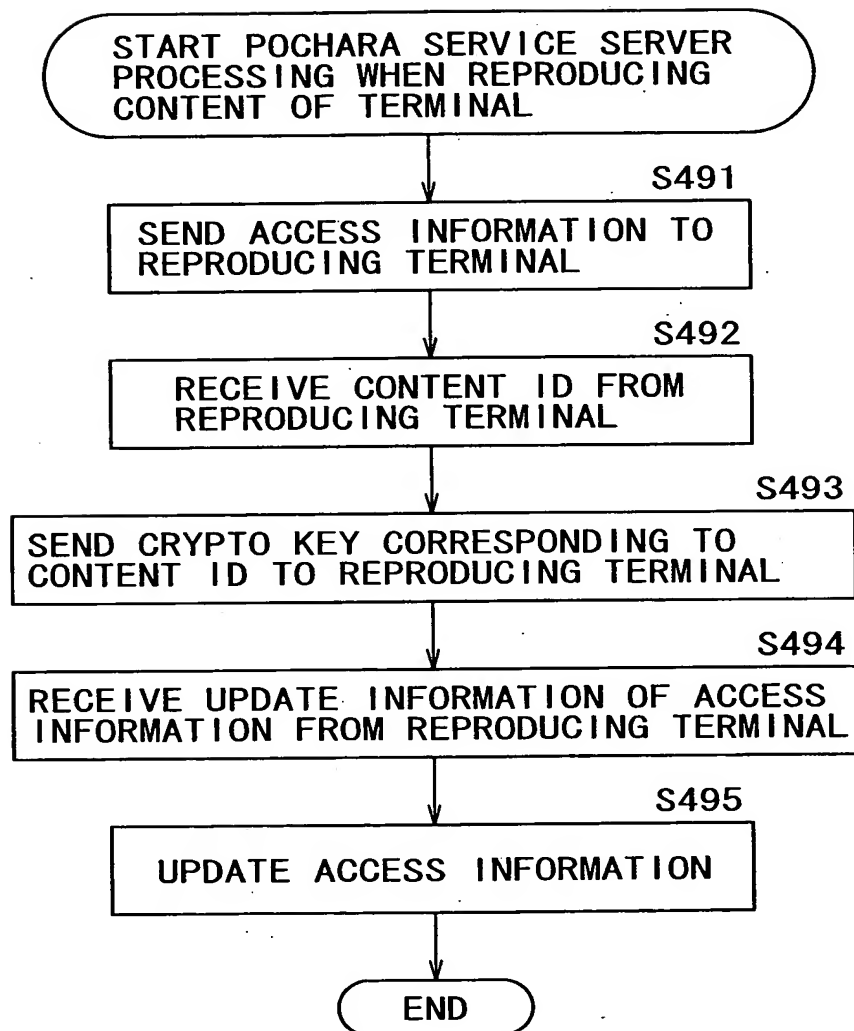 START POCHARA SERVICE SERVER
PROCESSING WHEN REPRODUCING
CONTENT OF TERMINAL
S491
SEND ACCESS INFORMATION TO
REPRODUCING TERMINAL
S492
RECEIVE CONTENT ID FROM
REPRODUCING TERMINAL
S493
SEND CRYPTO KEY CORRESPONDING TO
CONTENT ID TO REPRODUCING TERMINAL
S494
RECEIVE UPDATE INFORMATION OF ACCESS
INFORMATION FROM REPRODUCING TERMINAL
S495
UPDATE ACCESS INFORMATION
END